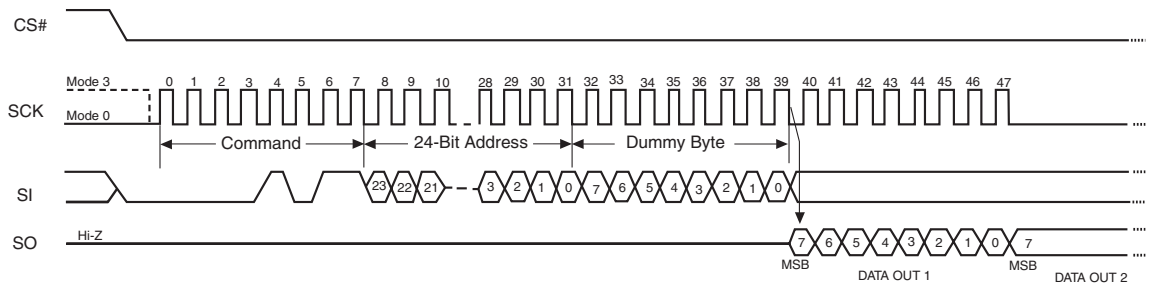 CS#
Mode 3 0 1 2 3 4 5 6 7 8 9 10 28 29 30 31 32 33 34 35 36 37 38 39 40 41 42 43 44 45 46 47
SCK
Mode 0
Command 24-Bit Address Dummy Byte
SI 23 22 21 3 2 1 0 7 6 5 4 3 2 1 0
SO Hi-Z 7 6 5 4 3 2 1 0 7
MSB DATA OUT 1 MSB DATA OUT 2